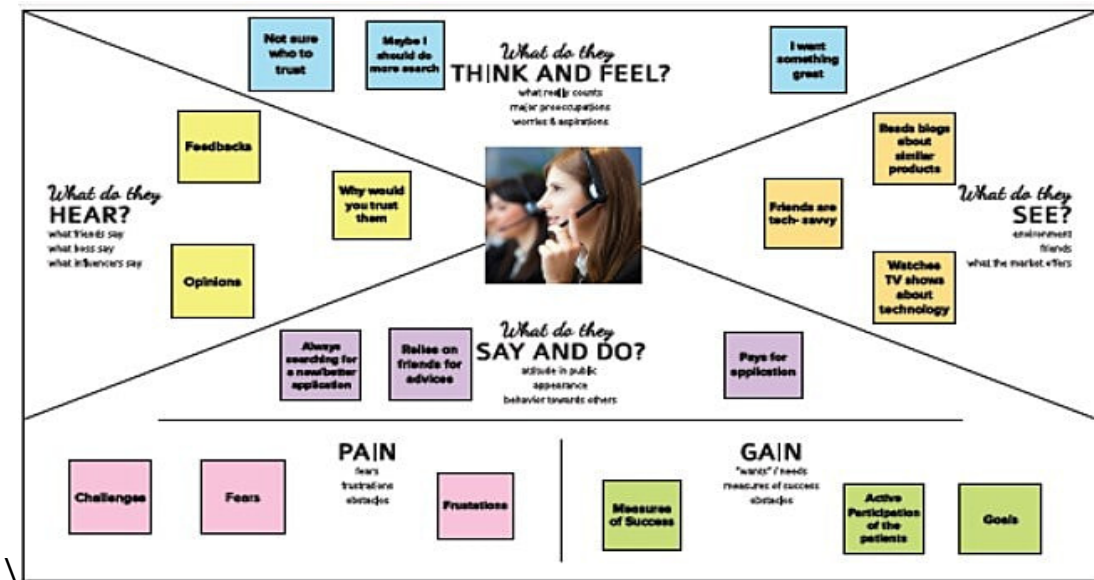 Not sure
who to
trust
Maybe I
should do
more search
What do they
THINK AND FEEL?
what really counts
major preoccupations
worries & aspirations
I want
something
great
Feedbacks
Why would
you trust
them
What do they
HEAR?
what friends say
what boss say
what influencers say
Opinions
Reads blogs
about
similar
products
Friends are
tech- savvy
What do they
SEE?
environment
friends
what the market offers
Watches
TV shows
about
technology
Always
searching for
a new/better
application
Relies on
friends for
advices
What do they
SAY AND DO?
attitude in public
appearance
behavior towards others
Pays for
application
PAIN
fears
frustrations
obstacles
Challenges
Fears
Frustations
GAIN
"wants" / needs
measures of success
obstacles
Measures
of Success
Active
Participation
of the
patients
Goals
\